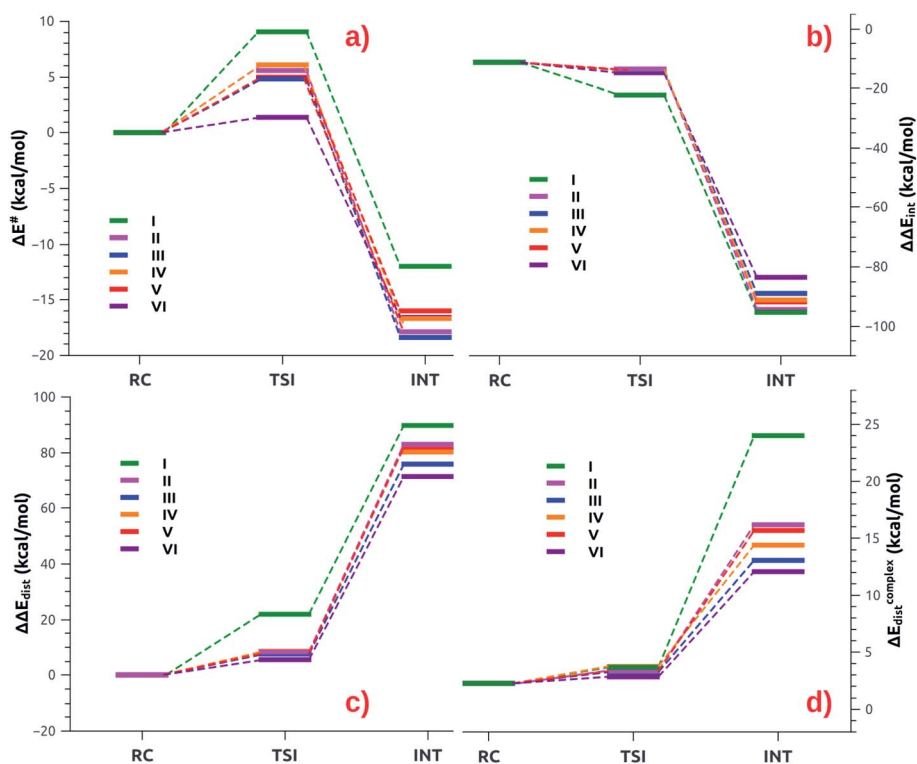 a)
10
5
0
−5
−10
−15
−20
ΔE# (kcal/mol)
I
II
III
IV
V
VI
RC TSI INT
b)
0
−20
−40
−60
−80
−100
ΔΔEint (kcal/mol)
I
II
III
IV
V
VI
RC TSI INT
c)
100
80
60
40
20
0
−20
ΔΔEdist (kcal/mol)
I
II
III
IV
V
VI
RC TSI INT
d)
25
20
15
10
5
0
ΔEdistcomplex (kcal/mol)
I
II
III
IV
V
VI
RC TSI INT